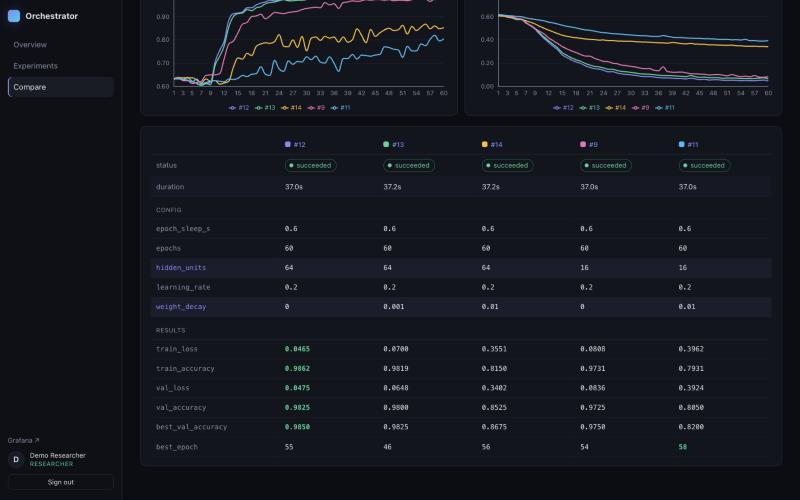 Orchestrator
Overview
Experiments
Compare
0.90
0.80
0.70
0.60
1 3 5 7 9 12 15 18 21 24 27 30 33 36 39 42 45 48 51 54 57 60
#12 #13 #14 #9 #11
0.60
0.40
0.20
0.00
1 3 5 7 9 12 15 18 21 24 27 30 33 36 39 42 45 48 51 54 57 60
#12 #13 #14 #9 #11
#12 #13 #14 #9 #11
status succeeded succeeded succeeded succeeded succeeded
duration 37.0s 37.2s 37.2s 37.0s 37.0s
CONFIG
epoch_sleep_s 0.6 0.6 0.6 0.6 0.6
epochs 60 60 60 60 60
hidden_units 64 64 64 16 16
learning_rate 0.2 0.2 0.2 0.2 0.2
weight_decay 0 0.001 0.01 0 0.01
RESULTS
train_loss 0.0465 0.0700 0.3551 0.0808 0.3962
train_accuracy 0.9862 0.9819 0.8150 0.9731 0.7931
val_loss 0.0475 0.0648 0.3402 0.0836 0.3924
val_accuracy 0.9825 0.9800 0.8525 0.9725 0.8050
best_val_accuracy 0.9850 0.9825 0.8675 0.9750 0.8200
best_epoch 55 46 56 54 58
Grafana ↗
D
Demo Researcher
RESEARCHER
Sign out